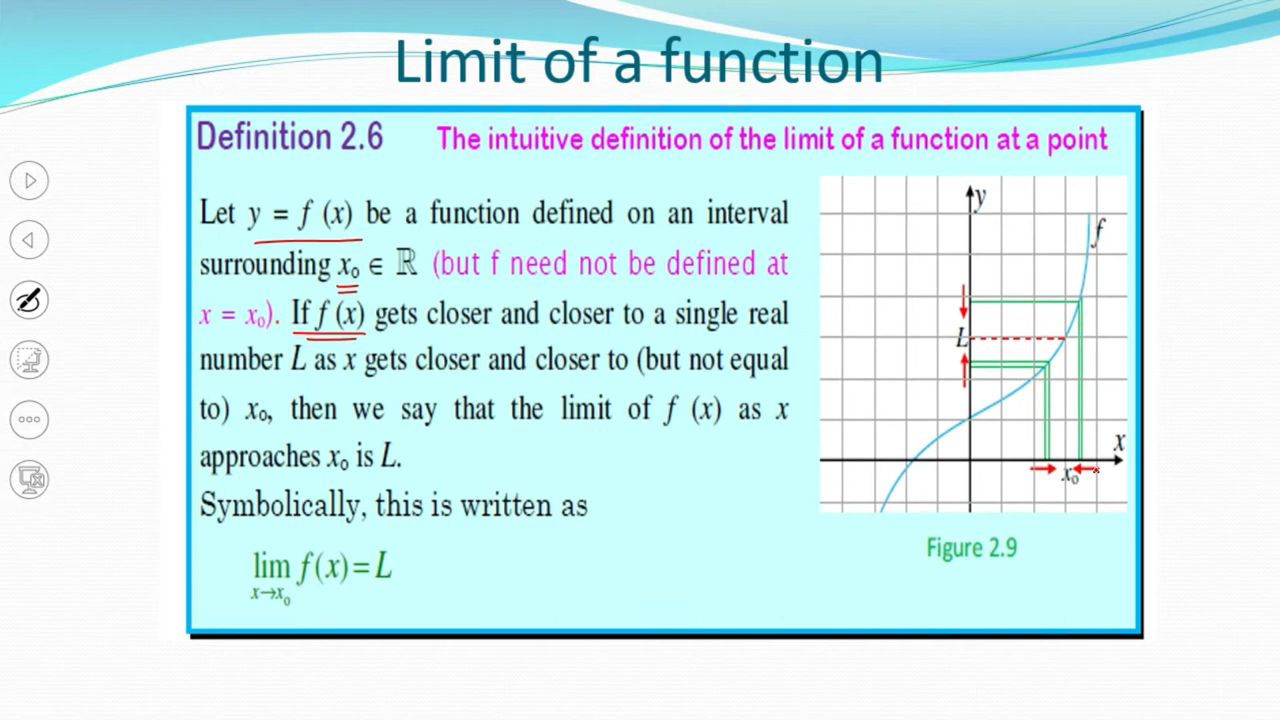 Limit of a function
Definition 2.6 The intuitive definition of the limit of a function at a point
Let y = f (x) be a function defined on an interval
surrounding x₀ ∈ ℝ (but f need not be defined at
x = x₀). If f (x) gets closer and closer to a single real
number L as x gets closer and closer to (but not equal
to) x₀, then we say that the limit of f (x) as x
approaches x₀ is L.
Symbolically, this is written as
lim f(x) = L
x→x₀
y
f
L
x
x₀
Figure 2.9